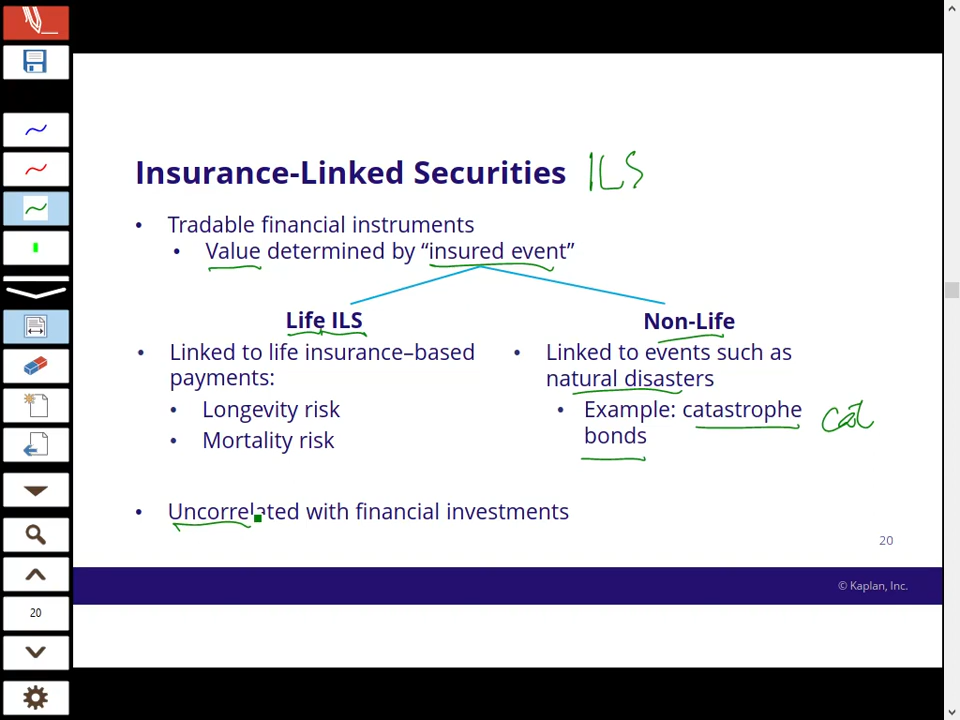 Insurance-Linked Securities ILS
• Tradable financial instruments
• Value determined by “insured event”
Life ILS
• Linked to life insurance–based
payments:
• Longevity risk
• Mortality risk
Non-Life
• Linked to events such as
natural disasters
• Example: catastrophe cat
bonds
• Uncorrelated with financial investments
20
© Kaplan, Inc.
20